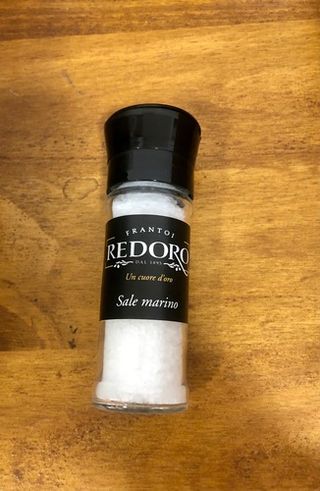 FRANTOI
REDORO
DAL 1895
Un cuore d'oro
Sale marino